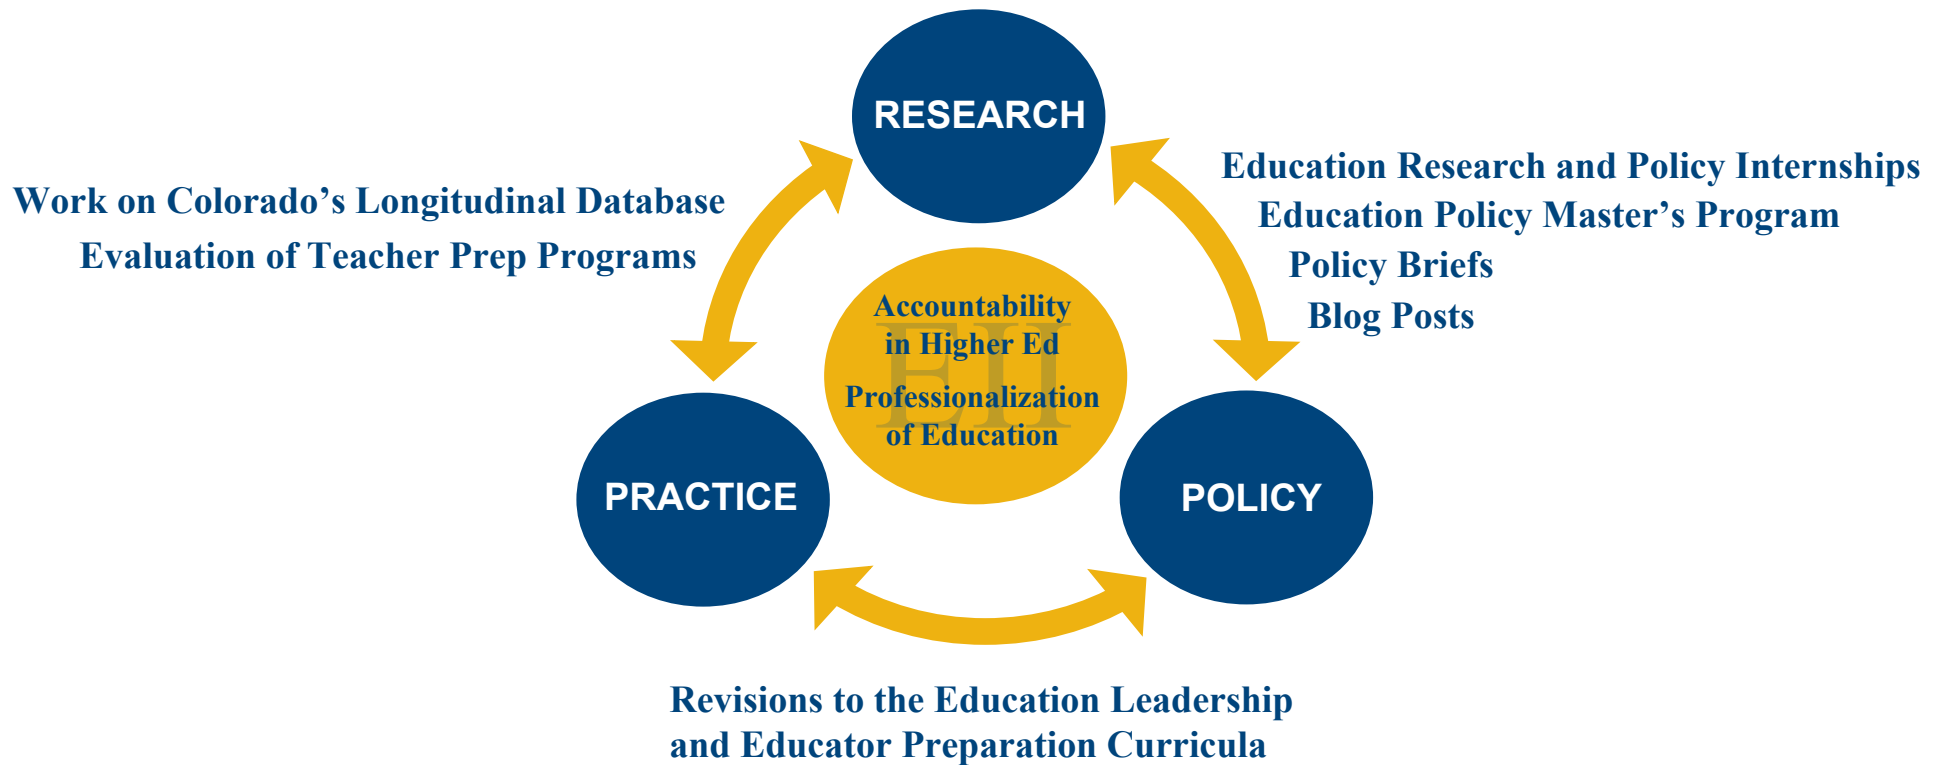 RESEARCH
Work on Colorado’s Longitudinal Database
Evaluation of Teacher Prep Programs
Education Research and Policy Internships
Education Policy Master’s Program
Policy Briefs
Blog Posts
EII
Accountability
in Higher Ed
Professionalization
of Education
PRACTICE
POLICY
Revisions to the Education Leadership
and Educator Preparation Curricula